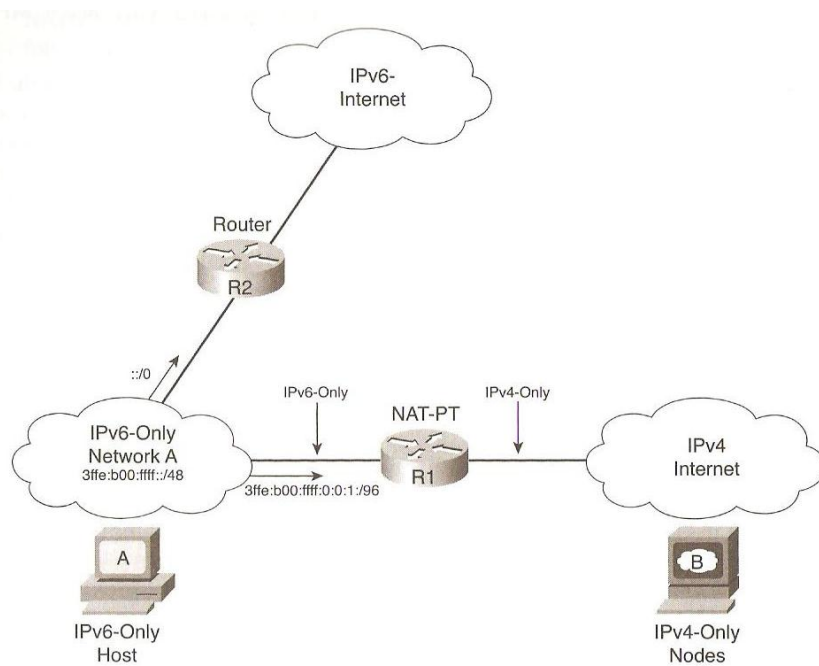 IPv6-
Internet
Router
R2
::/0
IPv6-Only
NAT-PT
IPv4-Only
IPv6-Only
Network A
3ffe:b00:ffff::/48
R1
IPv4
Internet
3ffe:b00:ffff:0:0:1:/96
A
B
IPv6-Only
Host
IPv4-Only
Nodes